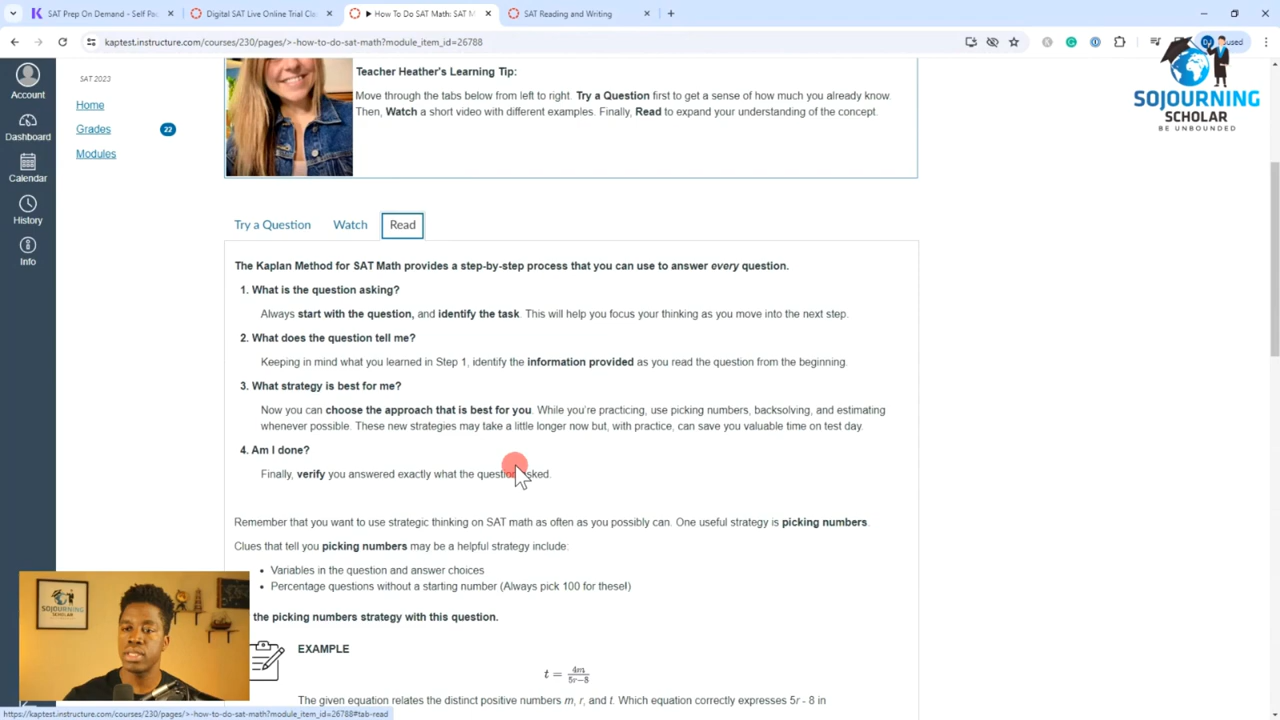 SAT Prep On Demand - Self Pac
Digital SAT Live Online Trial Cla
How To Do SAT Math: SAT M
SAT Reading and Writing
kaptest.instructure.com/courses/230/pages/>-how-to-do-sat-math?module_item_id=26788
SOJOURNING
SCHOLAR
BE UNBOUNDED
Account
Dashboard
Calendar
History
Info
SAT 2023
Home
Grades
22
Modules
Teacher Heather's Learning Tip:
Move through the tabs below from left to right. Try a Question first to get a sense of how much you already know.
Then, Watch a short video with different examples. Finally, Read to expand your understanding of the concept.
Try a Question
Watch
Read
The Kaplan Method for SAT Math provides a step-by-step process that you can use to answer every question.
1. What is the question asking?
Always start with the question, and identify the task. This will help you focus your thinking as you move into the next step.
2. What does the question tell me?
Keeping in mind what you learned in Step 1, identify the information provided as you read the question from the beginning.
3. What strategy is best for me?
Now you can choose the approach that is best for you. While you're practicing, use picking numbers, backsolving, and estimating
whenever possible. These new strategies may take a little longer now but, with practice, can save you valuable time on test day.
4. Am I done?
Finally, verify you answered exactly what the question asked.
Remember that you want to use strategic thinking on SAT math as often as you possibly can. One useful strategy is picking numbers.
Clues that tell you picking numbers may be a helpful strategy include:
• Variables in the question and answer choices
• Percentage questions without a starting number (Always pick 100 for these!)
the picking numbers strategy with this question.
EXAMPLE
t = 4m/5r−8
The given equation relates the distinct positive numbers m, r, and t. Which equation correctly expresses 5r - 8 in
SOJOURNING
SCHOLAR
https://kaptest.instructure.com/courses/230/pages/>-how-to-do-sat-math?module_item_id=26788#tab-read